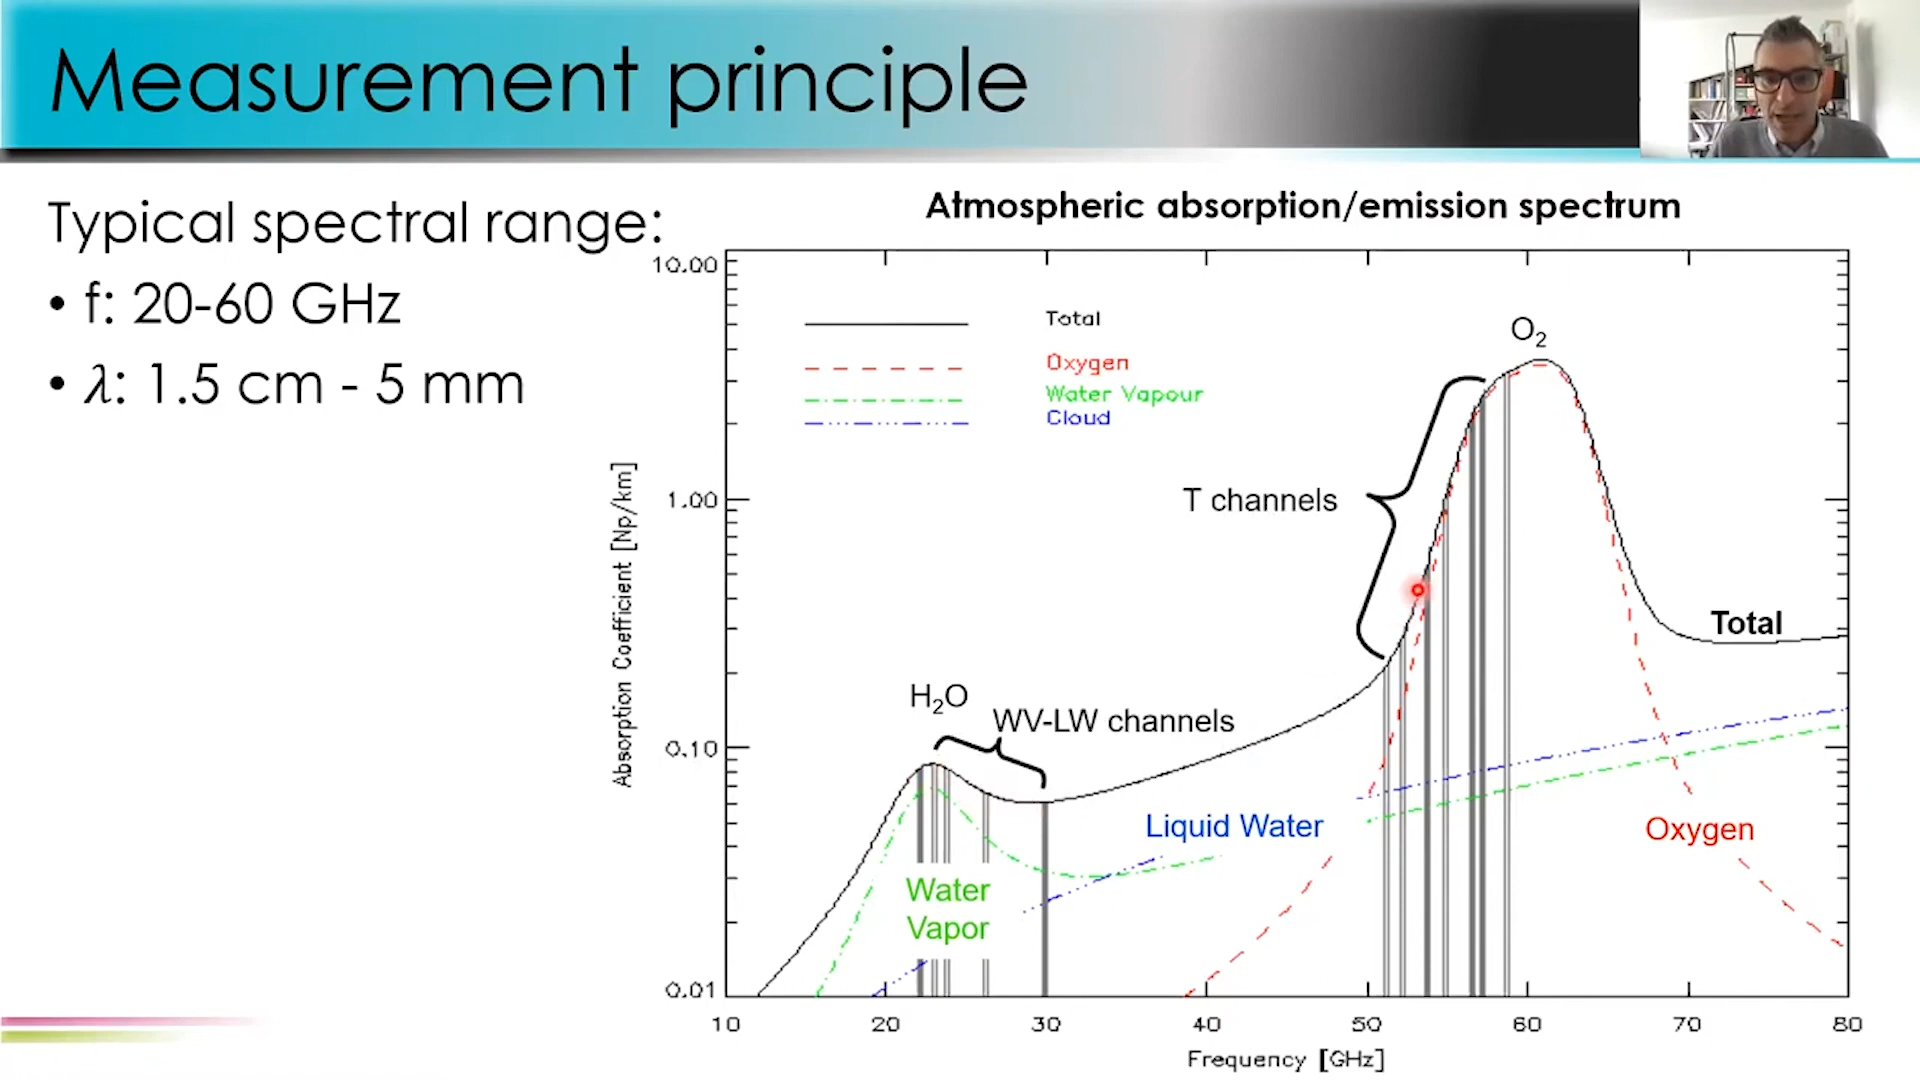 Measurement principle
Typical spectral range:
• f: 20-60 GHz
• λ: 1.5 cm - 5 mm
Atmospheric absorption/emission spectrum
10.00
1.00
0.10
0.01
Absorption Coefficient [Np/km]
Total
Oxygen
Water Vapour
Cloud
O2
T channels
Total
H2O
WV-LW channels
Liquid Water
Oxygen
Water
Vapor
10 20 30 40 50 60 70 80
Frequency [GHz]